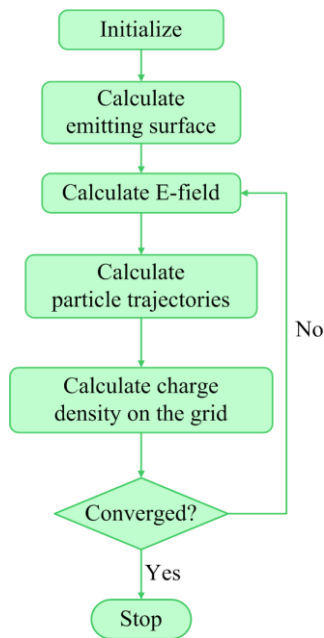 Initialize
Calculate
emitting surface
Calculate E-field
Calculate
particle trajectories
No
Calculate charge
density on the grid
Converged?
Yes
Stop